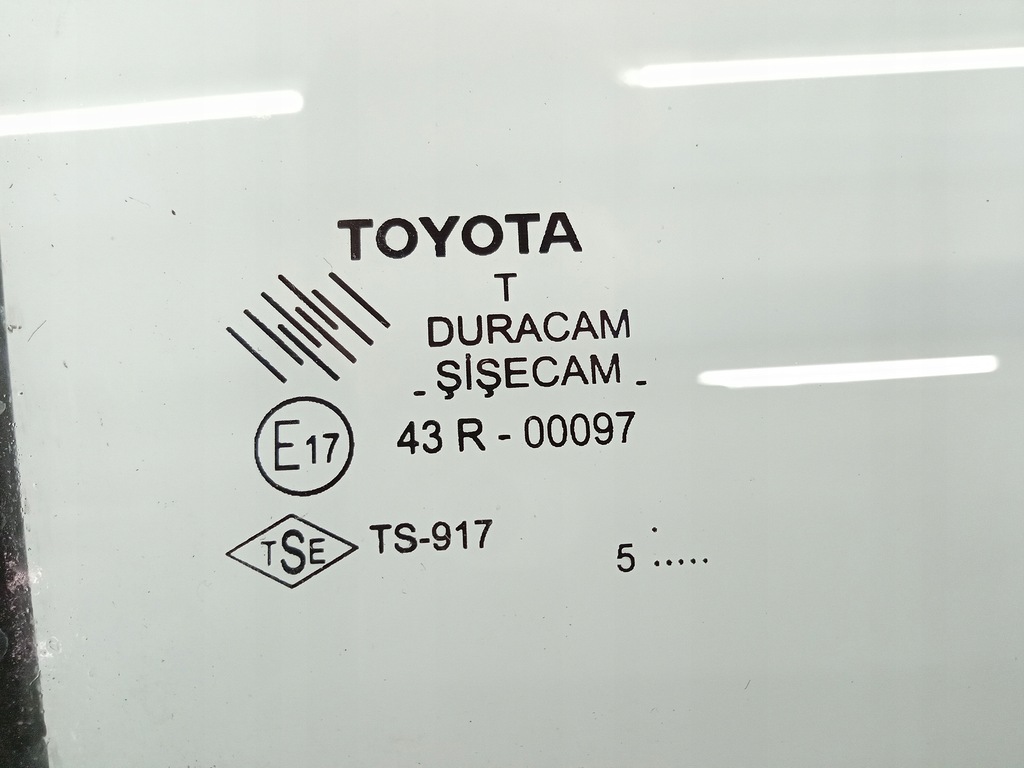 TOYOTA
T
DURACAM
- ŞİŞECAM -
E17 43 R - 00097
TSE TS-917
5 .....